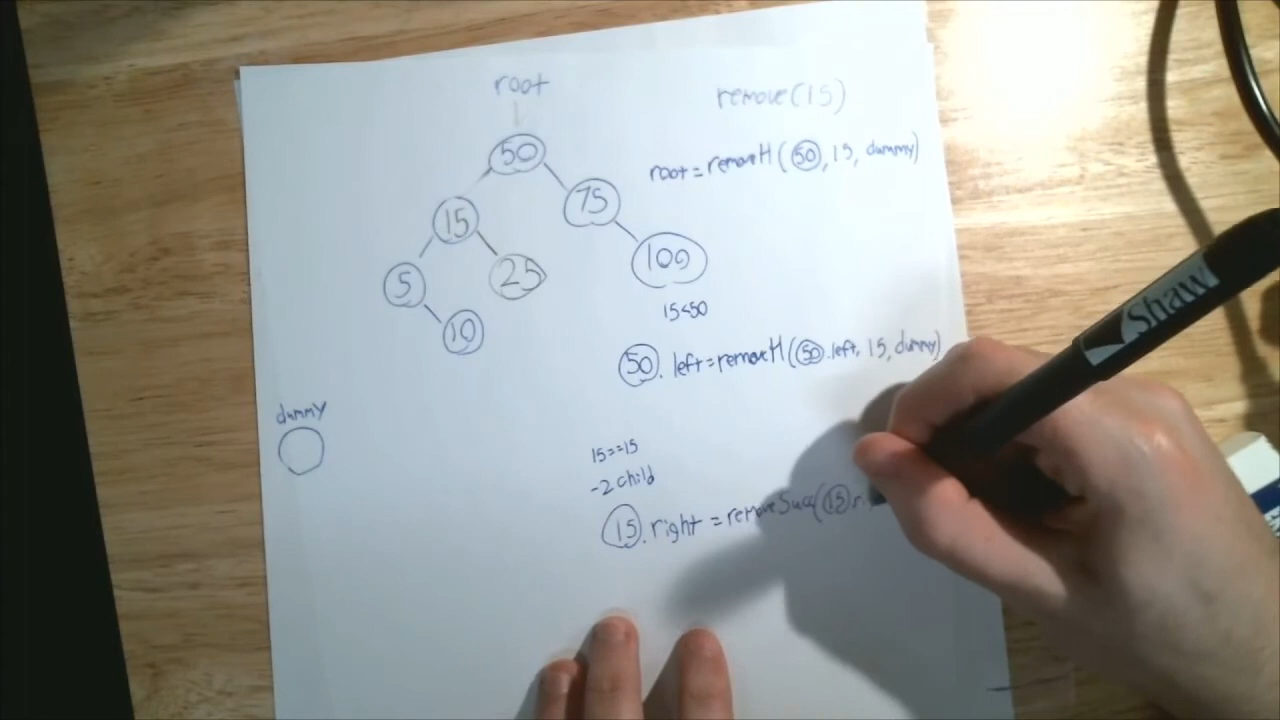 root
remove(15)
50
root = removeH(50, 15, dummy)
15
75
5
25
100
10
15<50
50.left = removeH(50.left, 15, dummy)
dummy
15==15
-2 child
15.right = removeSucc(15.ri
Shaw